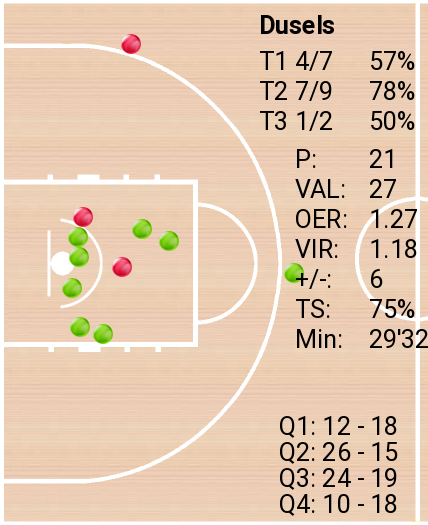 Dusels
T1 4/7 57%
T2 7/9 78%
T3 1/2 50%
P: 21
VAL: 27
OER: 1.27
VIR: 1.18
+/-: 6
TS: 75%
Min: 29'32
Q1: 12 - 18
Q2: 26 - 15
Q3: 24 - 19
Q4: 10 - 18